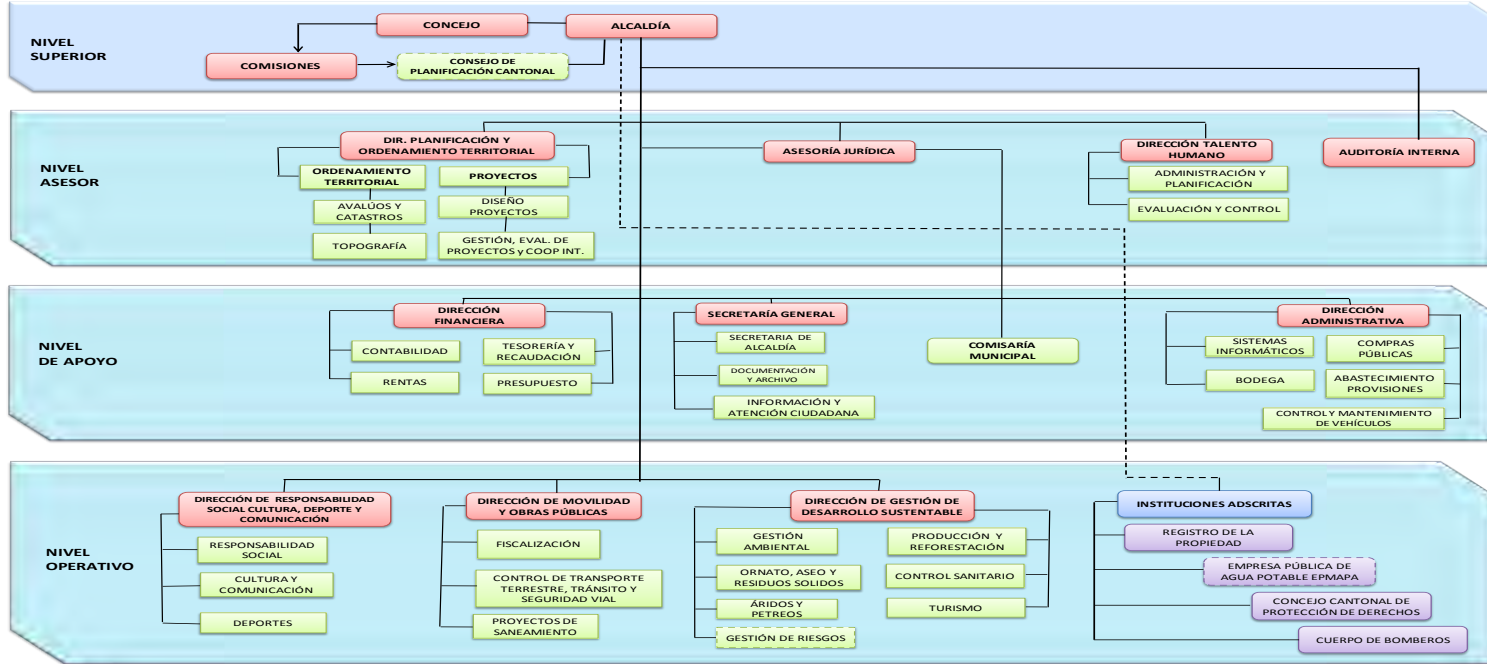 NIVEL
SUPERIOR
CONCEJO
ALCALDÍA
COMISIONES
CONSEJO DE
PLANIFICACIÓN CANTONAL
NIVEL
ASESOR
DIR. PLANIFICACIÓN Y
ORDENAMIENTO TERRITORIAL
ORDENAMIENTO
TERRITORIAL
AVALÚOS Y
CATASTROS
TOPOGRAFÍA
PROYECTOS
DISEÑO
PROYECTOS
GESTIÓN, EVAL. DE
PROYECTOS y COOP INT.
ASESORÍA JURÍDICA
DIRECCIÓN TALENTO
HUMANO
ADMINISTRACIÓN Y
PLANIFICACIÓN
EVALUACIÓN Y CONTROL
AUDITORÍA INTERNA
NIVEL
DE APOYO
DIRECCIÓN
FINANCIERA
CONTABILIDAD
RENTAS
TESORERÍA Y
RECAUDACIÓN
PRESUPUESTO
SECRETARÍA GENERAL
SECRETARIA DE
ALCALDÍA
DOCUMENTACIÓN
Y ARCHIVO
INFORMACIÓN Y
ATENCIÓN CIUDADANA
COMISARÍA
MUNICIPAL
DIRECCIÓN
ADMINISTRATIVA
SISTEMAS
INFORMÁTICOS
BODEGA
COMPRAS
PÚBLICAS
ABASTECIMIENTO
PROVISIONES
CONTROL Y MANTENIMIENTO
DE VEHÍCULOS
NIVEL
OPERATIVO
DIRECCIÓN DE RESPONSABILIDAD
SOCIAL CULTURA, DEPORTE Y
COMUNICACIÓN
RESPONSABILIDAD
SOCIAL
CULTURA Y
COMUNICACIÓN
DEPORTES
DIRECCIÓN DE MOVILIDAD
Y OBRAS PÚBLICAS
FISCALIZACIÓN
CONTROL DE TRANSPORTE
TERRESTRE, TRÁNSITO Y
SEGURIDAD VIAL
PROYECTOS DE
SANEAMIENTO
DIRECCIÓN DE GESTIÓN DE
DESARROLLO SUSTENTABLE
GESTIÓN
AMBIENTAL
ORNATO, ASEO Y
RESIDUOS SOLIDOS
ÁRIDOS Y
PETREOS
GESTIÓN DE RIESGOS
PRODUCCIÓN Y
REFORESTACIÓN
CONTROL SANITARIO
TURISMO
INSTITUCIONES ADSCRITAS
REGISTRO DE LA
PROPIEDAD
EMPRESA PÚBLICA DE
AGUA POTABLE EPMAPA
CONCEJO CANTONAL DE
PROTECCIÓN DE DERECHOS
CUERPO DE BOMBEROS